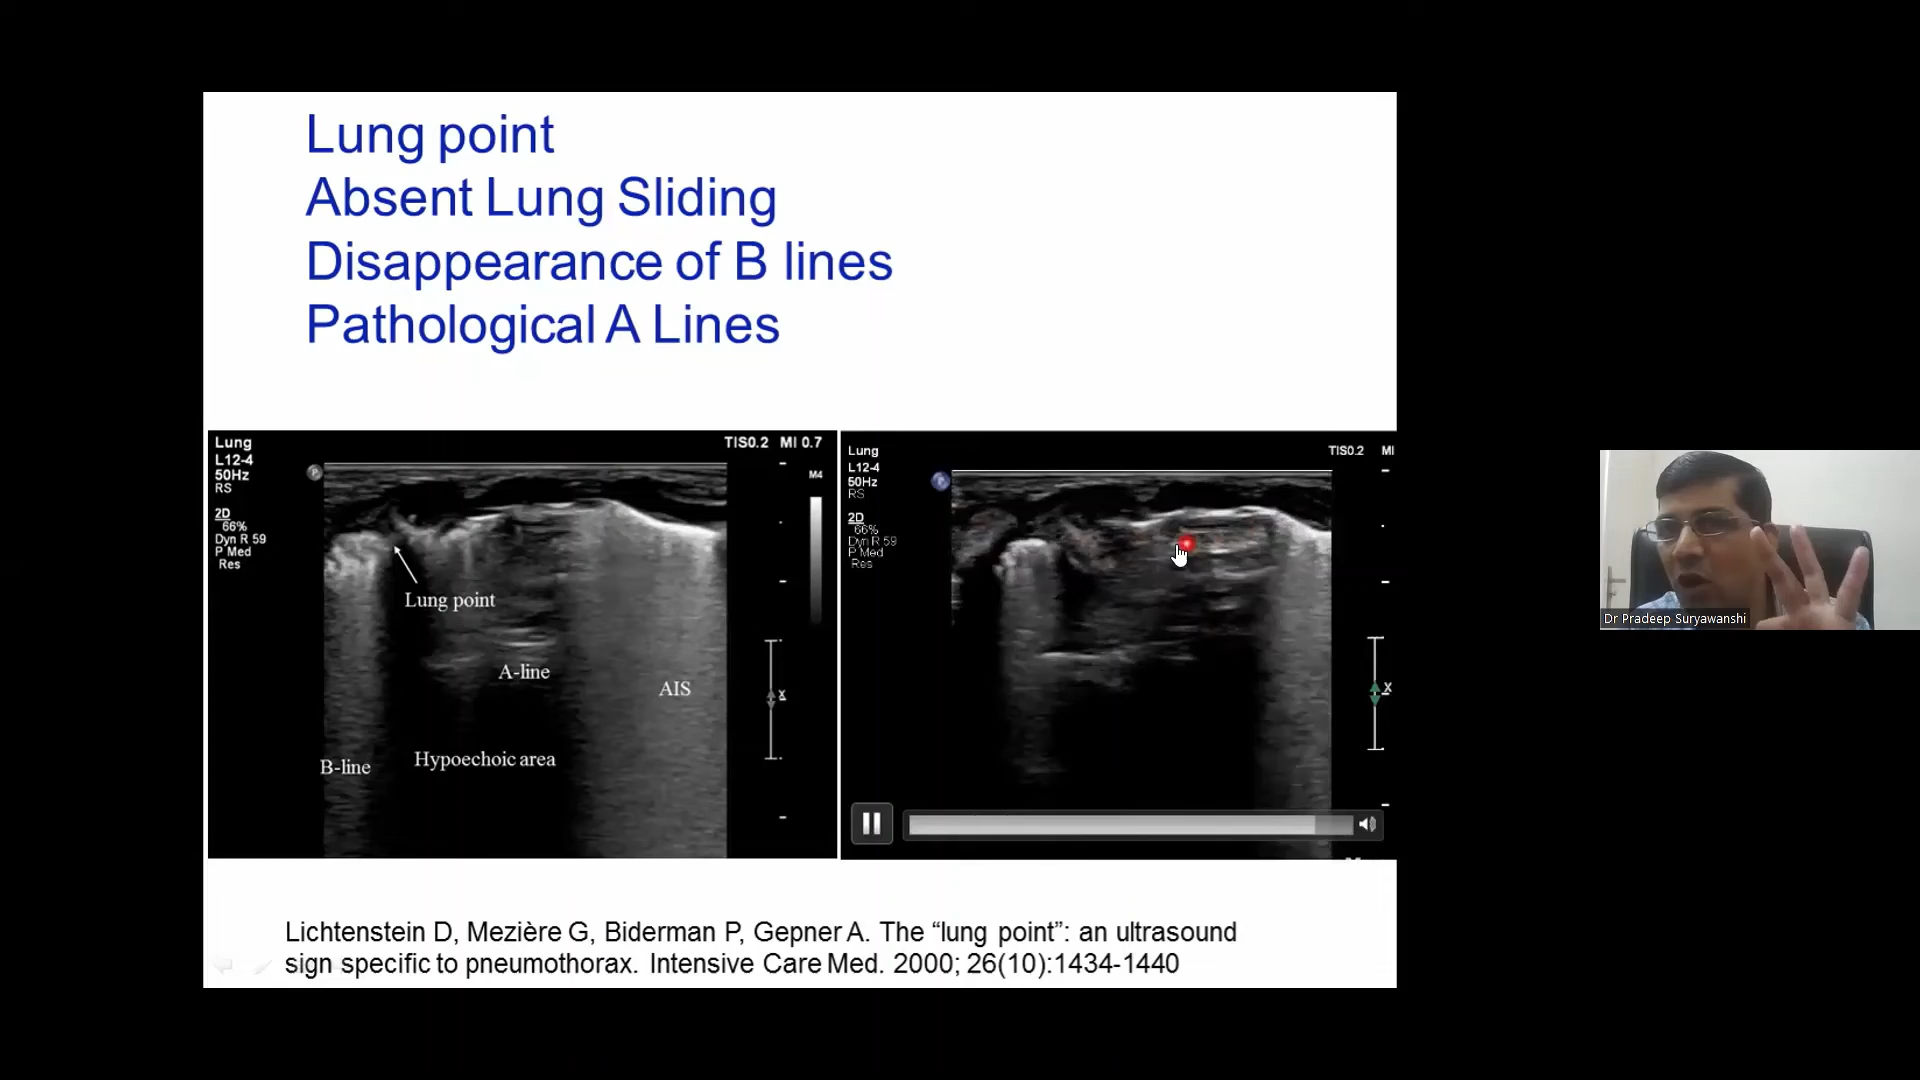 Lung point
Absent Lung Sliding
Disappearance of B lines
Pathological A Lines
Lung
L12-4
50Hz
RS
2D
66%
Dyn R 59
P Med
Res
TIS0.2 MI 0.7
M4
P
x
Lung point
A-line
AIS
Hypoechoic area
B-line
Lung
L12-4
50Hz
RS
2D
66%
Dyn R 59
P Med
Res
TIS0.2 MI
x
Lichtenstein D, Mezière G, Biderman P, Gepner A. The “lung point”: an ultrasound
sign specific to pneumothorax. Intensive Care Med. 2000; 26(10):1434-1440
Dr Pradeep Suryawanshi